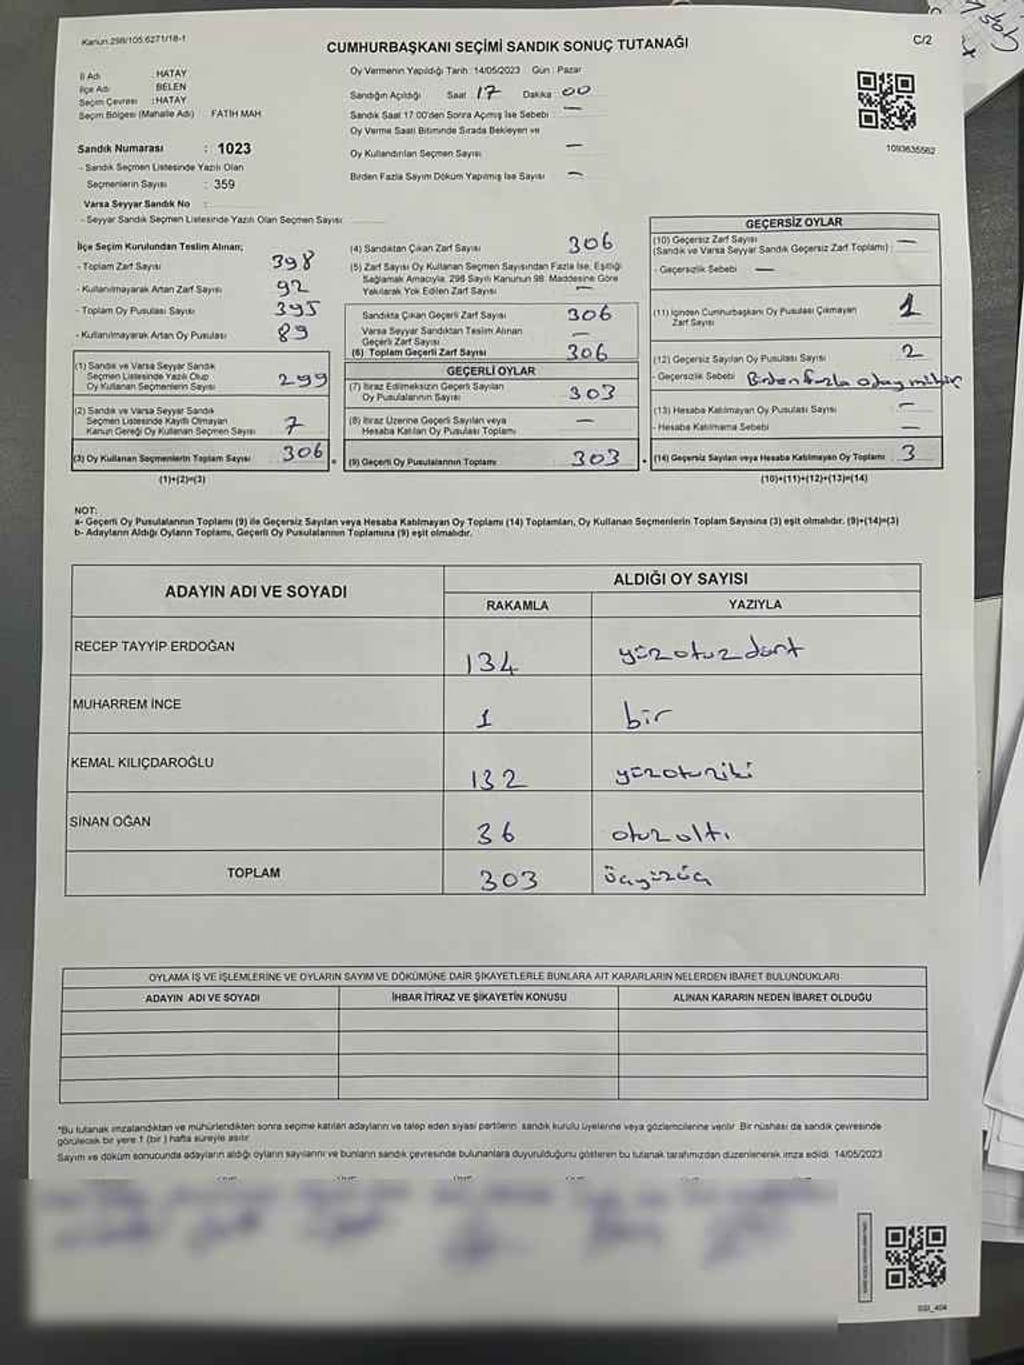 Kanun:298/105.6271/18-1
CUMHURBAŞKANI SEÇİMİ SANDIK SONUÇ TUTANAĞI
C/2
İl Adı : HATAY
İlçe Adı BELEN
Seçim Çevresi :HATAY
Seçim Bölgesi (Mahalle Adı) FATİH MAH.
Oy Vermenin Yapıldığı Tarih : 14/05/2023 Gün : Pazar
Sandığın Açıldığı Saat 17 Dakika 00
Sandık Saat 17:00'den Sonra Açmış İse Sebebi : —
Oy Verme Saati Bitiminde Sırada Bekleyen ve
Oy Kullandırılan Seçmen Sayısı —
Birden Fazla Sayım Döküm Yapılmış İse Sayısı —
1093635562
Sandık Numarası : 1023
- Sandık Seçmen Listesinde Yazılı Olan
Seçmenlerin Sayısı : 359
Varsa Seyyar Sandık No :
- Seyyar Sandık Seçmen Listesinde Yazılı Olan Seçmen Sayısı:
İlçe Seçim Kurulundan Teslim Alınan;
- Toplam Zarf Sayısı 398
- Kullanılmayarak Artan Zarf Sayısı 92
- Toplam Oy Pusulası Sayısı 395
- Kullanılmayarak Artan Oy Pusulası 89
(1) Sandık ve Varsa Seyyar Sandık
Seçmen Listesinde Yazılı Olup
Oy Kullanan Seçmenlerin Sayısı 299
(2) Sandık ve Varsa Seyyar Sandık
Seçmen Listesinde Kayıtlı Olmayan
Kanun Gereği Oy Kullanan Seçmen Sayısı 7
(3) Oy Kullanan Seçmenlerin Toplam Sayısı 306
(1)+(2)=(3)
(4) Sandıktan Çıkan Zarf Sayısı 306
(5) Zarf Sayısı Oy Kullanan Seçmen Sayısından Fazla İse, Eşitliği
Sağlamak Amacıyla, 298 Sayılı Kanunun 98. Maddesine Göre
Yakılarak Yok Edilen Zarf Sayısı —
Sandıkta Çıkan Geçerli Zarf Sayısı 306
Varsa Seyyar Sandıktan Teslim Alınan
Geçerli Zarf Sayısı —
(6) Toplam Geçerli Zarf Sayısı 306
GEÇERLİ OYLAR
(7) İtiraz Edilmeksizin Geçerli Sayılan
Oy Pusulalarının Sayısı 303
(8) İtiraz Üzerine Geçerli Sayılan veya
Hesaba Katılan Oy Pusulası Toplamı —
(9) Geçerli Oy Pusulalarının Toplamı 303
GEÇERSİZ OYLAR
(10) Geçersiz Zarf Sayısı —
(Sandık ve Varsa Seyyar Sandık Geçersiz Zarf Toplamı) :
- Geçersizlik Sebebi —
(11) İçinden Cumhurbaşkanı Oy Pusulası Çıkmayan
Zarf Sayısı 1
(12) Geçersiz Sayılan Oy Pusulası Sayısı 2
- Geçersizlik Sebebi Birden fazla aday mühür
(13) Hesaba Katılmayan Oy Pusulası Sayısı —
- Hesaba Katılmama Sebebi —
(14) Geçersiz Sayılan veya Hesaba Katılmayan Oy Toplamı 3
(10)+(11)+(12)+(13)=(14)
NOT:
a- Geçerli Oy Pusulalarının Toplamı (9) ile Geçersiz Sayılan veya Hesaba Katılmayan Oy Toplamı (14) Toplamları, Oy Kullanan Seçmenlerin Toplam Sayısına (3) eşit olmalıdır. (9)+(14)=(3)
b- Adayların Aldığı Oyların Toplamı, Geçerli Oy Pusulalarının Toplamına (9) eşit olmalıdır.
ADAYIN ADI VE SOYADI
ALDIĞI OY SAYISI
RAKAMLA YAZIYLA
RECEP TAYYİP ERDOĞAN 134 yüzotuzdört
MUHARREM İNCE 1 bir
KEMAL KILIÇDAROĞLU 132 yüzotuziki
SİNAN OĞAN 36 otuzaltı
TOPLAM 303 üçyüzüç
OYLAMA İŞ VE İŞLEMLERİNE VE OYLARIN SAYIM VE DÖKÜMÜNE DAİR ŞİKAYETLERLE BUNLARA AİT KARARLARIN NELERDEN İBARET BULUNDUKLARI
ADAYIN ADI VE SOYADI İHBAR İTİRAZ VE ŞİKAYETİN KONUSU ALINAN KARARIN NEDEN İBARET OLDUĞU
*Bu tutanak imzalandıktan ve mühürlendikten sonra seçime katılan adayların ve talep eden siyasi partilerin sandık kurulu üyelerine veya gözlemcilerine verilir. Bir nüshası da sandık çevresinde
görülecek bir yere 1 (bir ) hafta süreyle asılır.
Sayım ve döküm sonucunda adayların aldığı oyların sayılarını ve bunların sandık çevresinde bulunanlara duyurulduğunu gösteren bu tutanak tarafımızdan düzenlenerek imza edildi. 14/05/2023